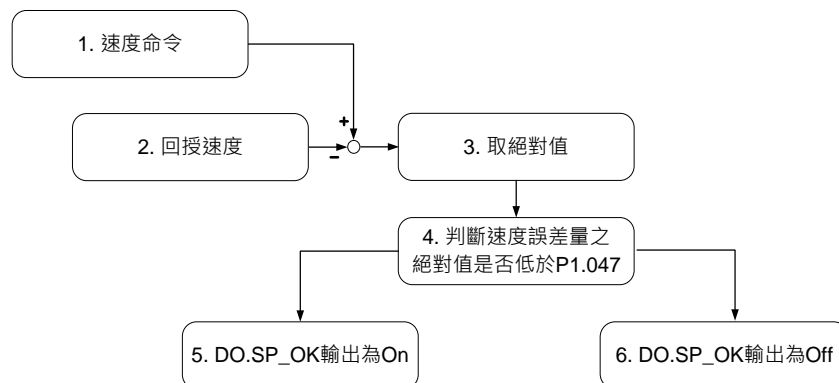 1. 速度命令
+
2. 回授速度
−
3. 取絕對值
4. 判斷速度誤差量之
絕對值是否低於P1.047
5. DO.SP_OK輸出為On
6. DO.SP_OK輸出為Off